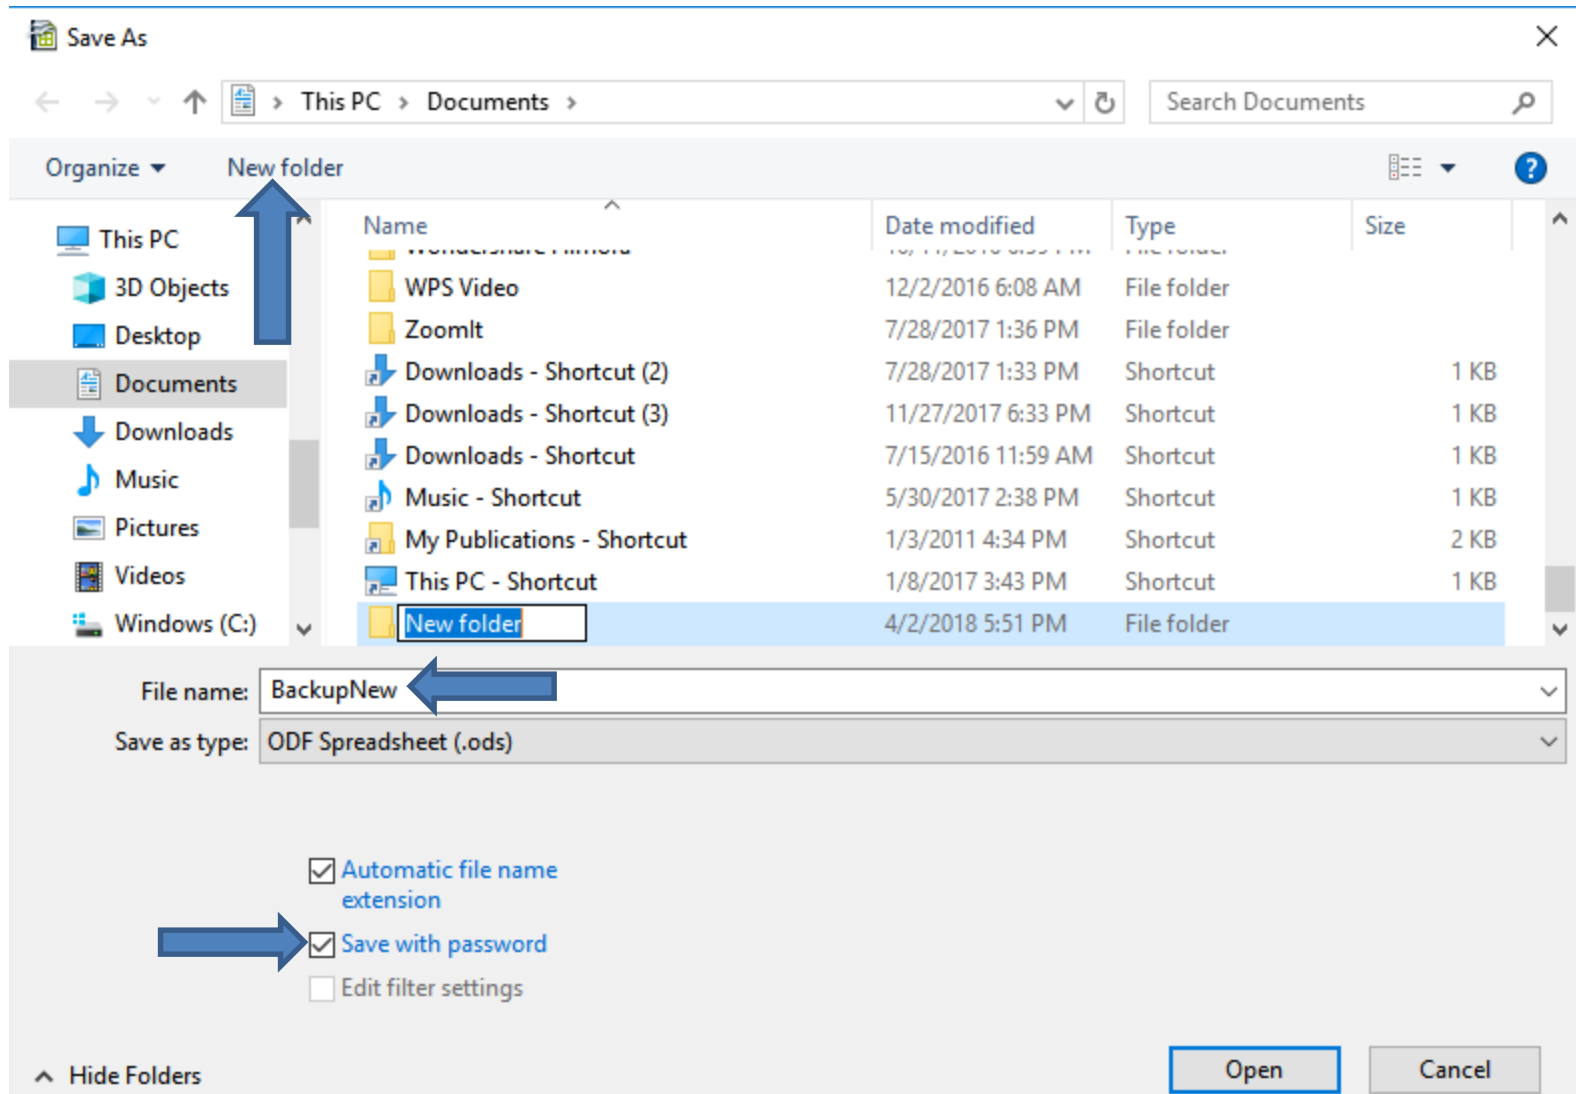 Save As
This PC > Documents >
Search Documents
Organize
New folder
?
Name Date modified Type Size
This PC
3D Objects
Desktop
Documents
Downloads
Music
Pictures
Videos
Windows (C:)
WPS Video 12/2/2016 6:08 AM File folder
ZoomIt 7/28/2017 1:36 PM File folder
Downloads - Shortcut (2) 7/28/2017 1:33 PM Shortcut 1 KB
Downloads - Shortcut (3) 11/27/2017 6:33 PM Shortcut 1 KB
Downloads - Shortcut 7/15/2016 11:59 AM Shortcut 1 KB
Music - Shortcut 5/30/2017 2:38 PM Shortcut 1 KB
My Publications - Shortcut 1/3/2011 4:34 PM Shortcut 2 KB
This PC - Shortcut 1/8/2017 3:43 PM Shortcut 1 KB
New folder 4/2/2018 5:51 PM File folder
File name: BackupNew
Save as type: ODF Spreadsheet (.ods)
Automatic file name
extension
Save with password
Edit filter settings
Hide Folders
Open
Cancel